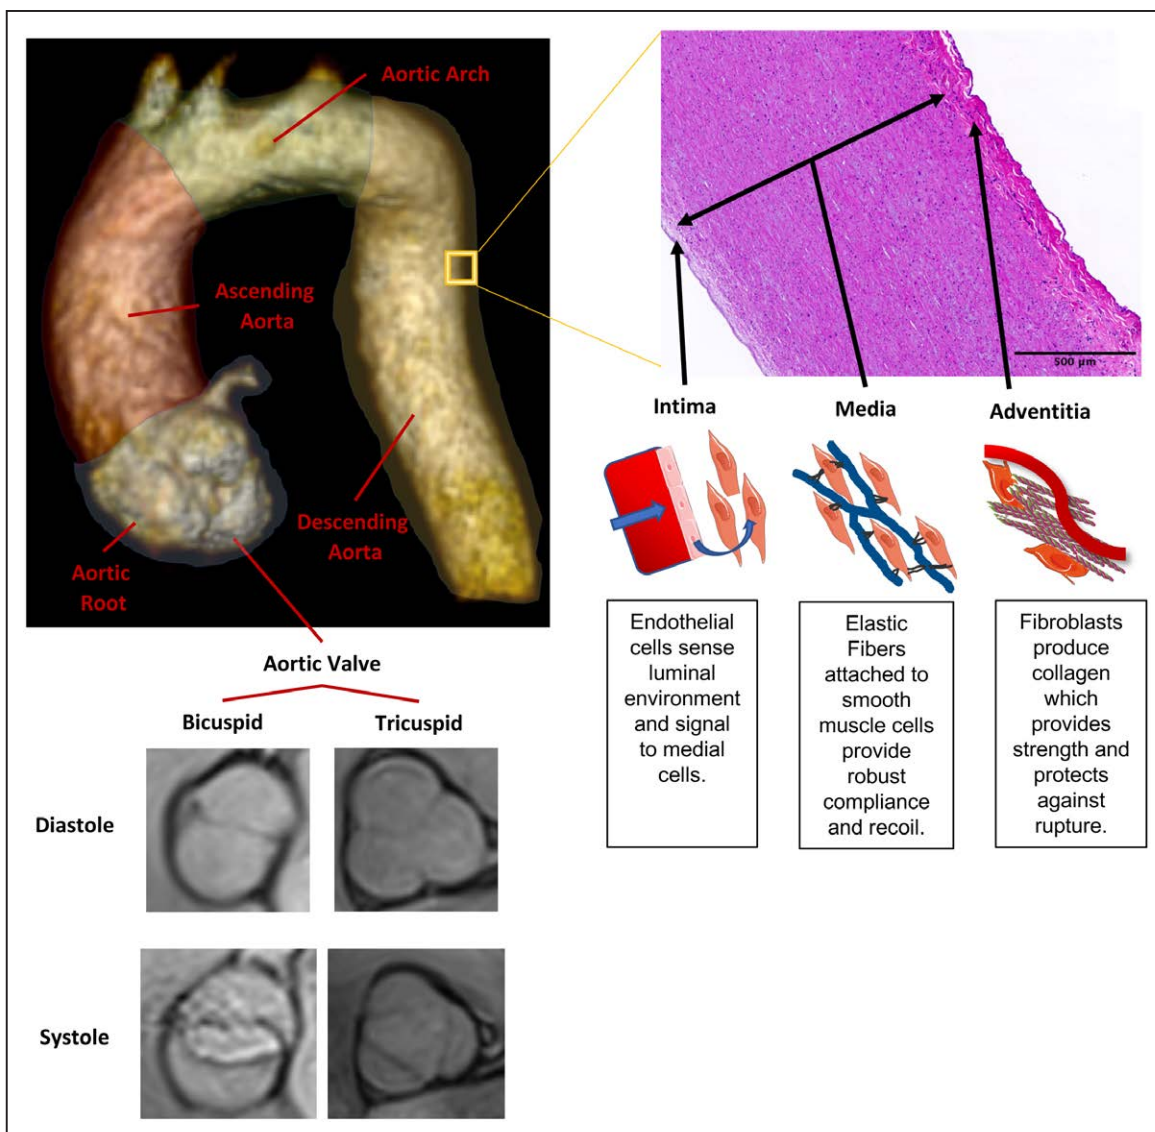 Aortic Arch
Ascending
Aorta
Descending
Aorta
Aortic
Root
Aortic Valve
Bicuspid
Tricuspid
Diastole
Systole
500 µm
Intima
Media
Adventitia
Endothelial
cells sense
luminal
environment
and signal
to medial
cells.
Elastic
Fibers
attached to
smooth
muscle cells
provide
robust
compliance
and recoil.
Fibroblasts
produce
collagen
which
provides
strength and
protects
against
rupture.